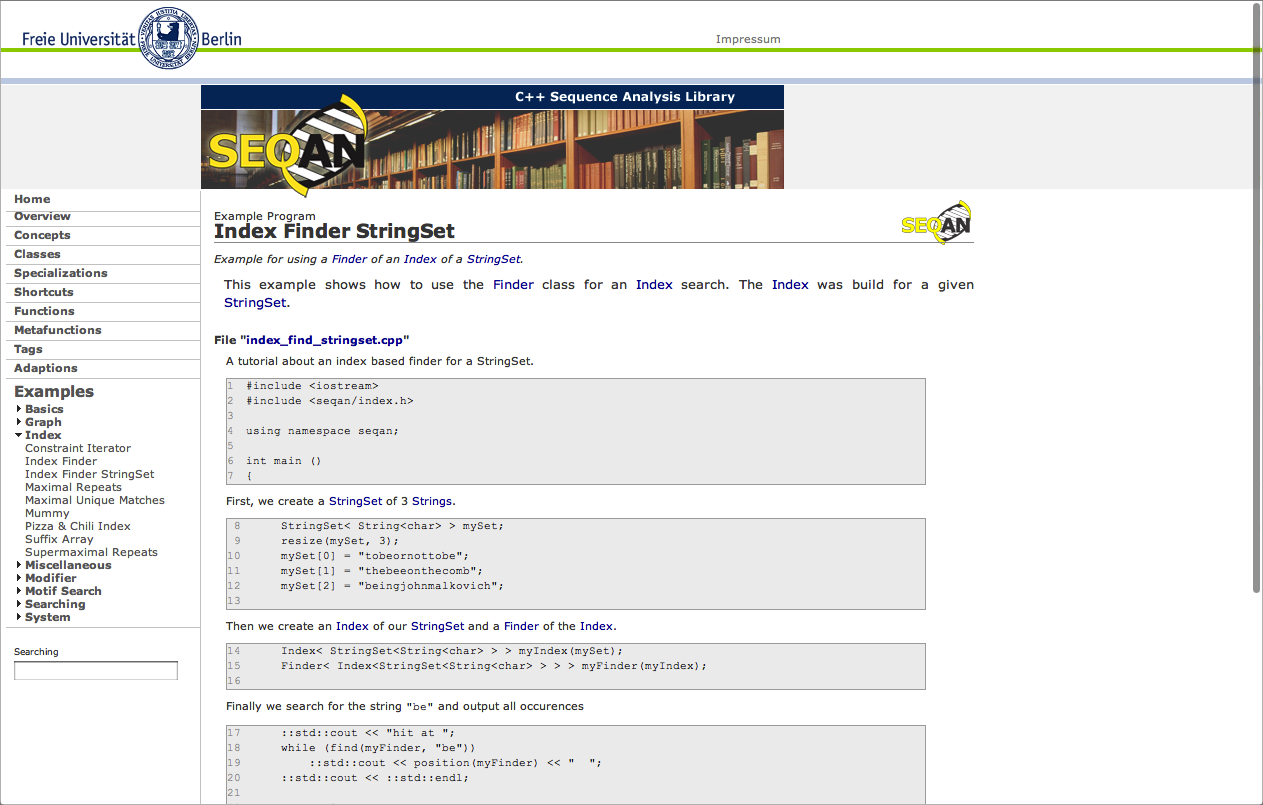 Freie Universität Berlin
Impressum
C++ Sequence Analysis Library
SEQAN
Home
Overview
Concepts
Classes
Specializations
Shortcuts
Functions
Metafunctions
Tags
Adaptions
Examples
Basics
Graph
Index
Constraint Iterator
Index Finder
Index Finder StringSet
Maximal Repeats
Maximal Unique Matches
Mummy
Pizza & Chili Index
Suffix Array
Supermaximal Repeats
Miscellaneous
Modifier
Motif Search
Searching
System
Searching
Example Program
Index Finder StringSet
SEQAN
Example for using a Finder of an Index of a StringSet.
This example shows how to use the Finder class for an Index search. The Index was build for a given
StringSet.
File "index_find_stringset.cpp"
A tutorial about an index based finder for a StringSet.
1 #include <iostream>
2 #include <seqan/index.h>
3
4 using namespace seqan;
5
6 int main ()
7 {
First, we create a StringSet of 3 Strings.
8 StringSet< String<char> > mySet;
9 resize(mySet, 3);
10 mySet[0] = "tobeornottobe";
11 mySet[1] = "thebeeonthecomb";
12 mySet[2] = "beingjohnmalkovich";
13
Then we create an Index of our StringSet and a Finder of the Index.
14 Index< StringSet<String<char> > > myIndex(mySet);
15 Finder< Index<StringSet<String<char> > > > myFinder(myIndex);
16
Finally we search for the string "be" and output all occurences
17 ::std::cout << "hit at ";
18 while (find(myFinder, "be"))
19 ::std::cout << position(myFinder) << "  ";
20 ::std::cout << ::std::endl;
21